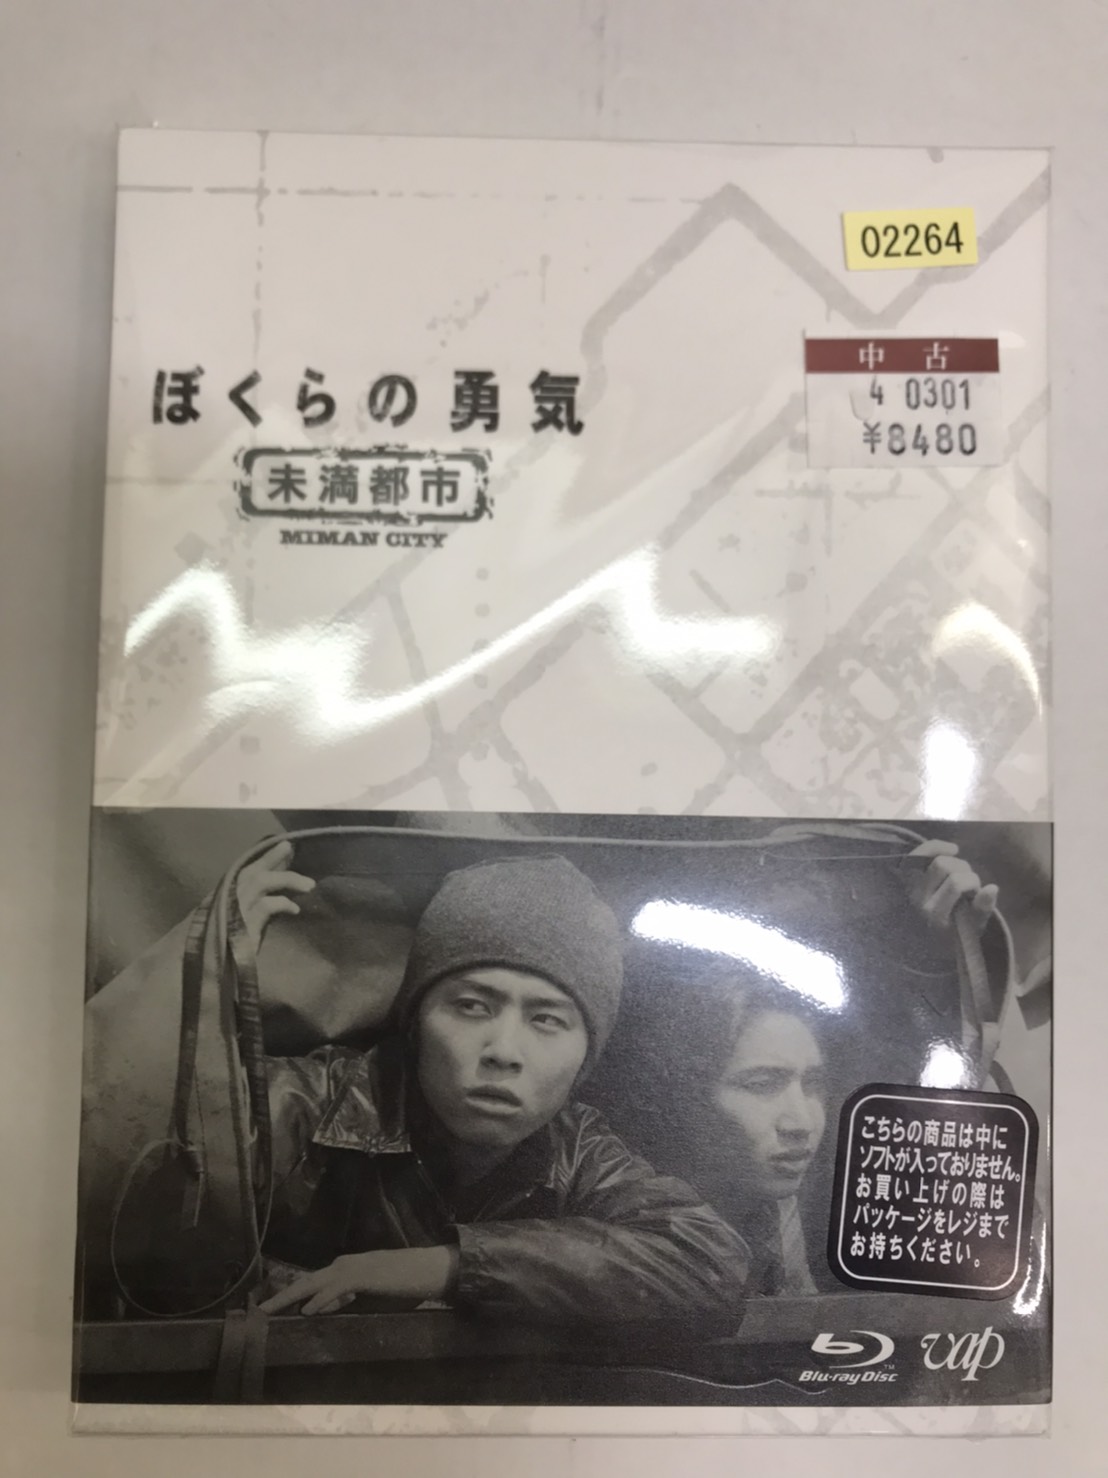 02264
中古
4 0301
¥8480
ぼくらの勇気
未満都市
MIMAN CITY
こちらの商品は中に
ソフトが入っておりません。
お買い上げの際は
パッケージをレジまで
お持ちください。
Blu-ray Disc™
vap